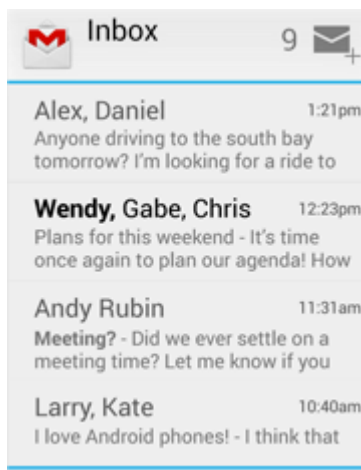 Inbox 9
Alex, Daniel 1:21pm
Anyone driving to the south bay
tomorrow? I'm looking for a ride to
Wendy, Gabe, Chris 12:23pm
Plans for this weekend - It's time
once again to plan our agenda! How
Andy Rubin 11:31am
Meeting? - Did we ever settle on a
meeting time? Let me know if you
Larry, Kate 10:40am
I love Android phones! - I think that